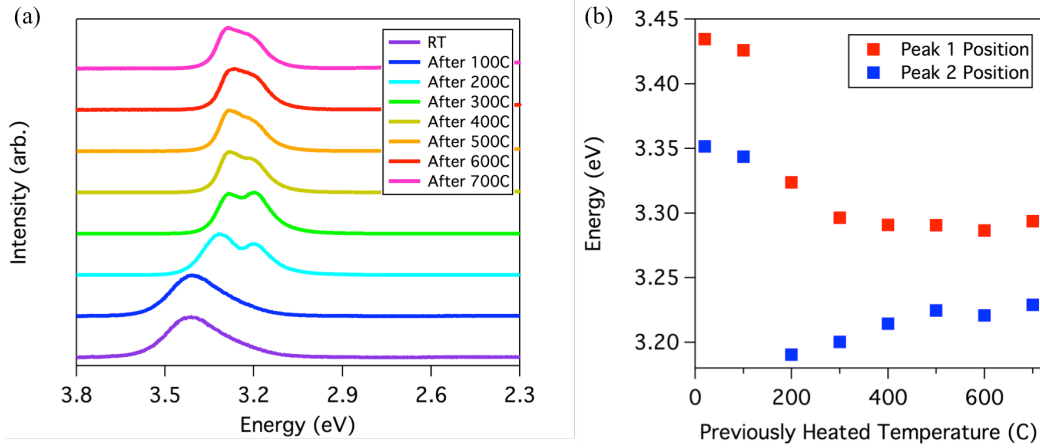 (a)
Intensity (arb.)
RT
After 100C
After 200C
After 300C
After 400C
After 500C
After 600C
After 700C
3.8 3.5 3.2 2.9 2.6 2.3
Energy (eV)
(b)
Energy (eV)
3.45
3.40
3.35
3.30
3.25
3.20
Peak 1 Position
Peak 2 Position
0 200 400 600
Previously Heated Temperature (C)